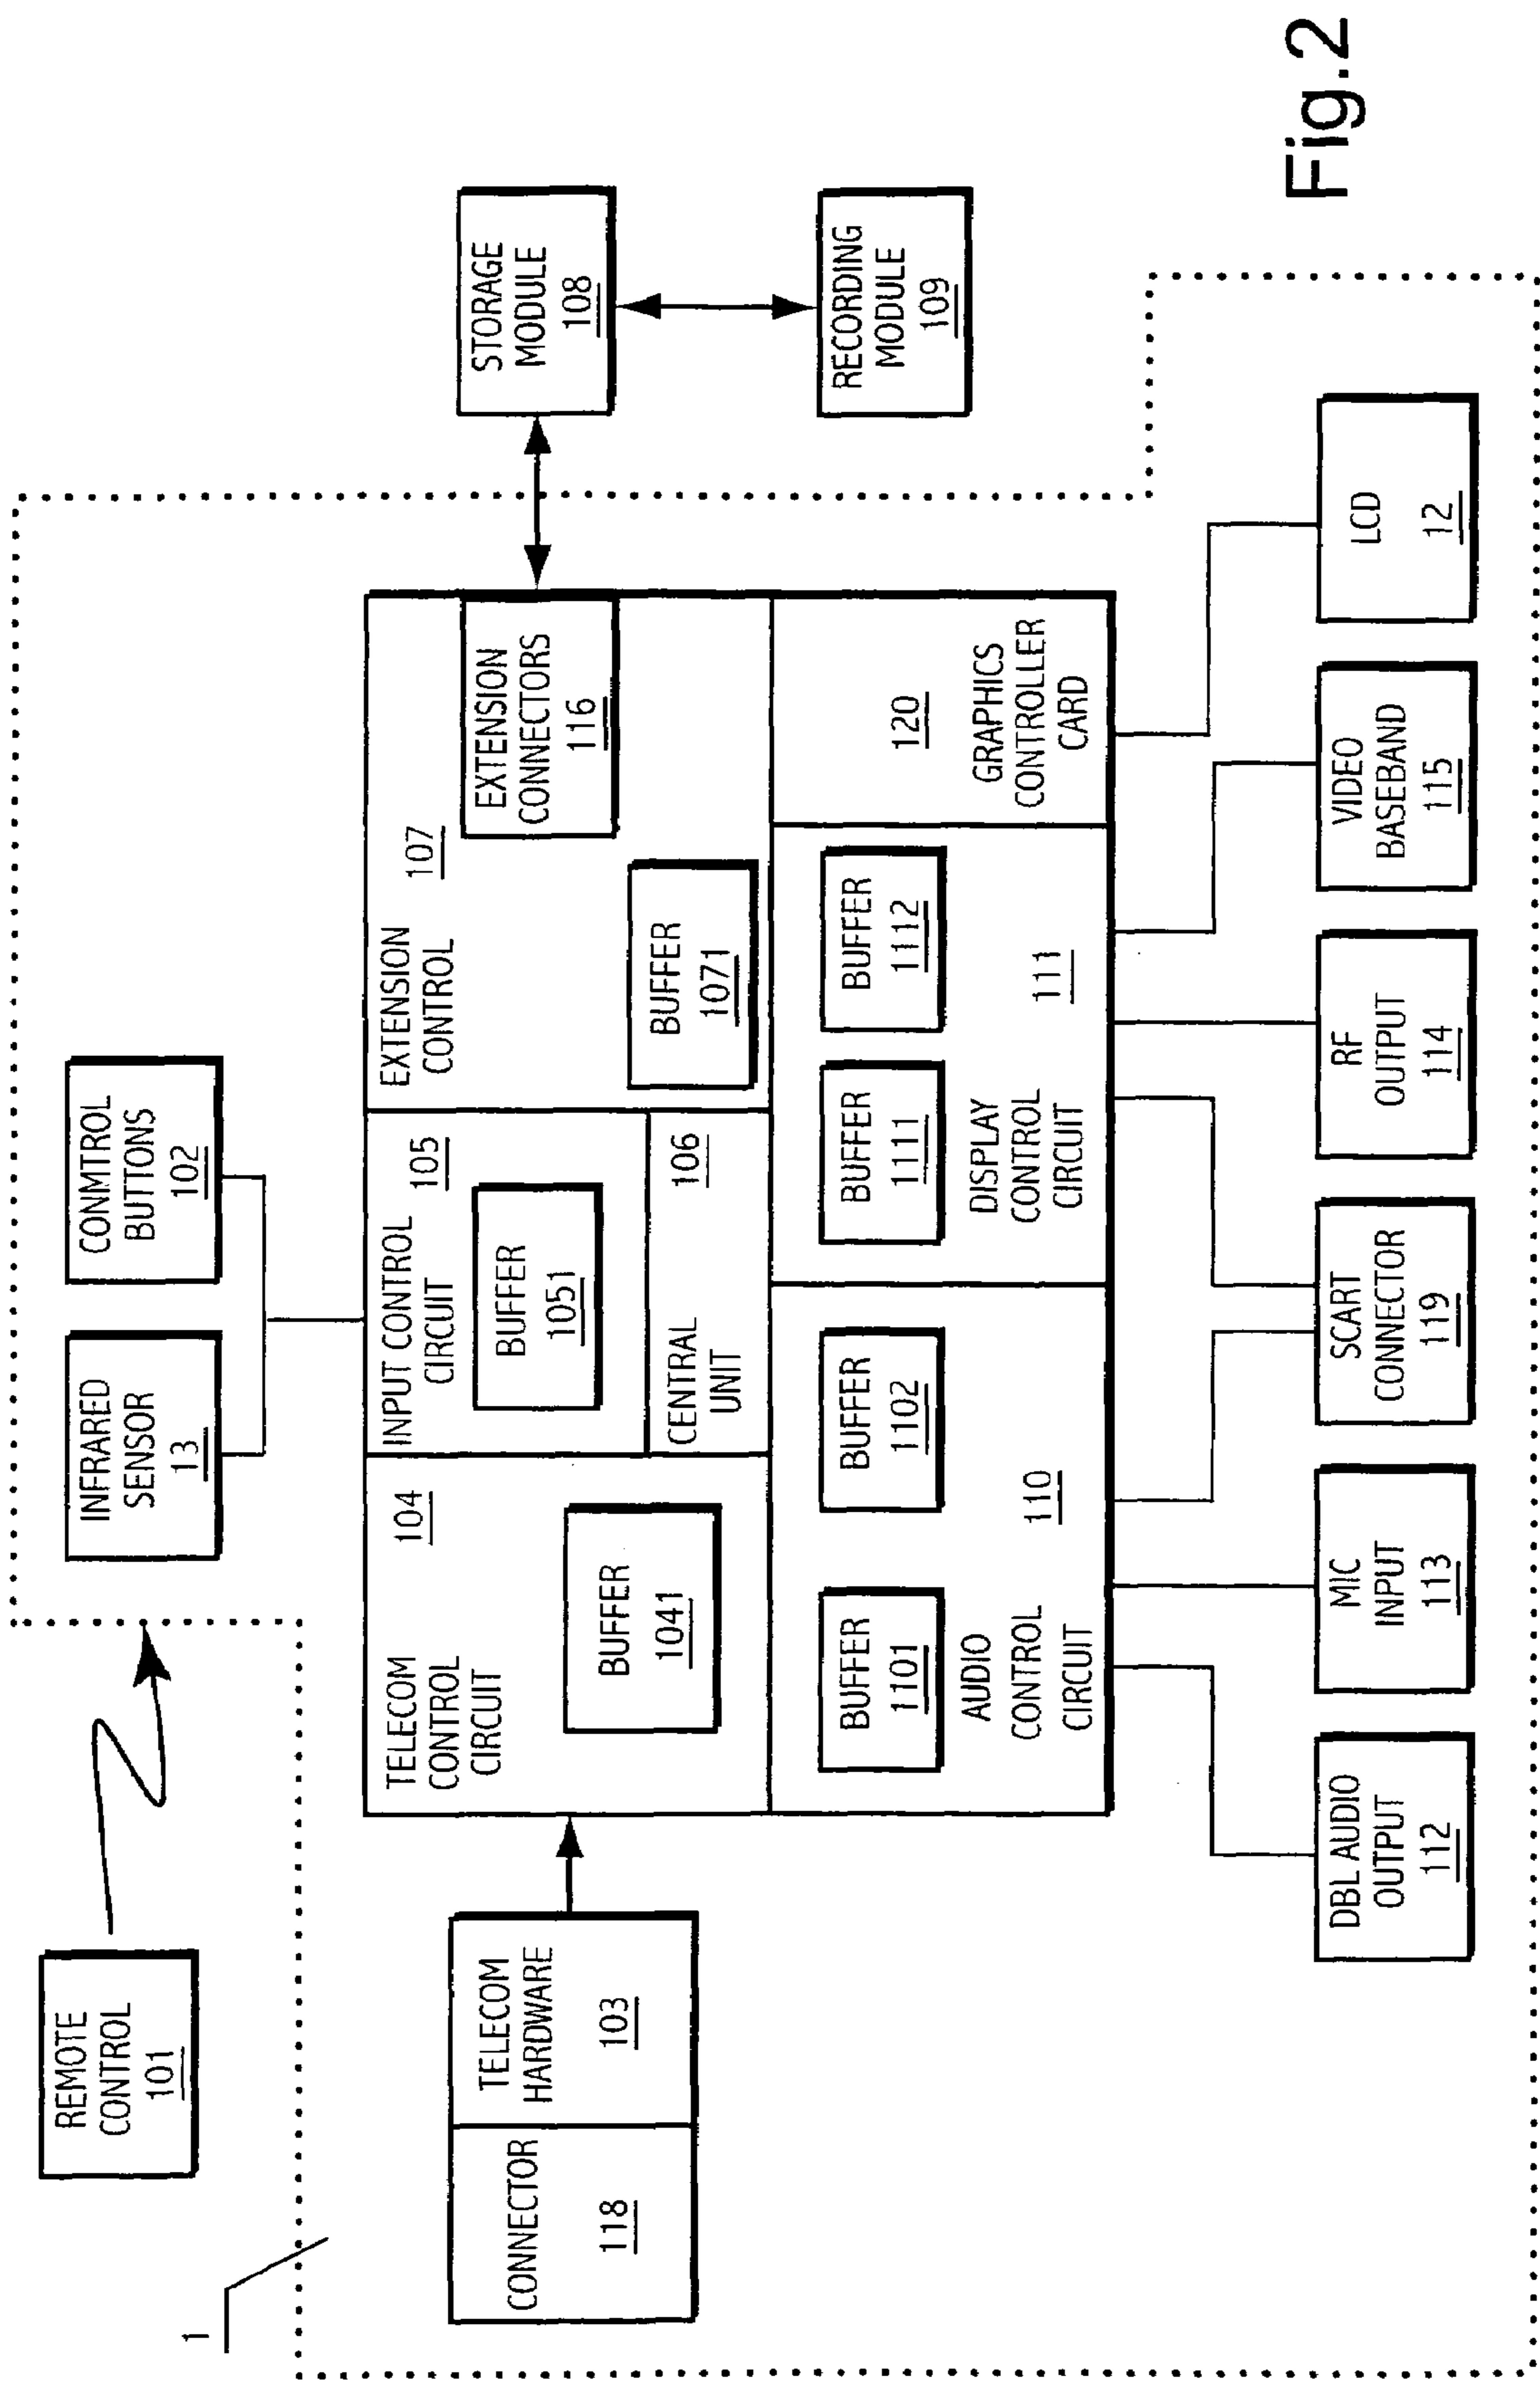 REMOTE
CONTROL
101
1
INFRARED
SENSOR
13
CONMTROL
BUTTONS
102
CONNECTOR
118
TELECOM
HARDWARE
103
TELECOM
CONTROL
CIRCUIT
104
BUFFER
1041
INPUT CONTROL
CIRCUIT
105
BUFFER
1051
CENTRAL
UNIT
106
EXTENSION
CONTROL
107
BUFFER
1071
EXTENSION
CONNECTORS
116
STORAGE
MODULE
108
RECORDING
MODULE
109
BUFFER
1101
BUFFER
1102
AUDIO
CONTROL
CIRCUIT
110
BUFFER
1111
BUFFER
1112
DISPLAY
CONTROL
CIRCUIT
111
120
GRAPHICS
CONTROLLER
CARD
DBL AUDIO
OUTPUT
112
MIC
INPUT
113
SCART
CONNECTOR
119
RF
OUTPUT
114
VIDEO
BASEBAND
115
LCD
12
Fig.2